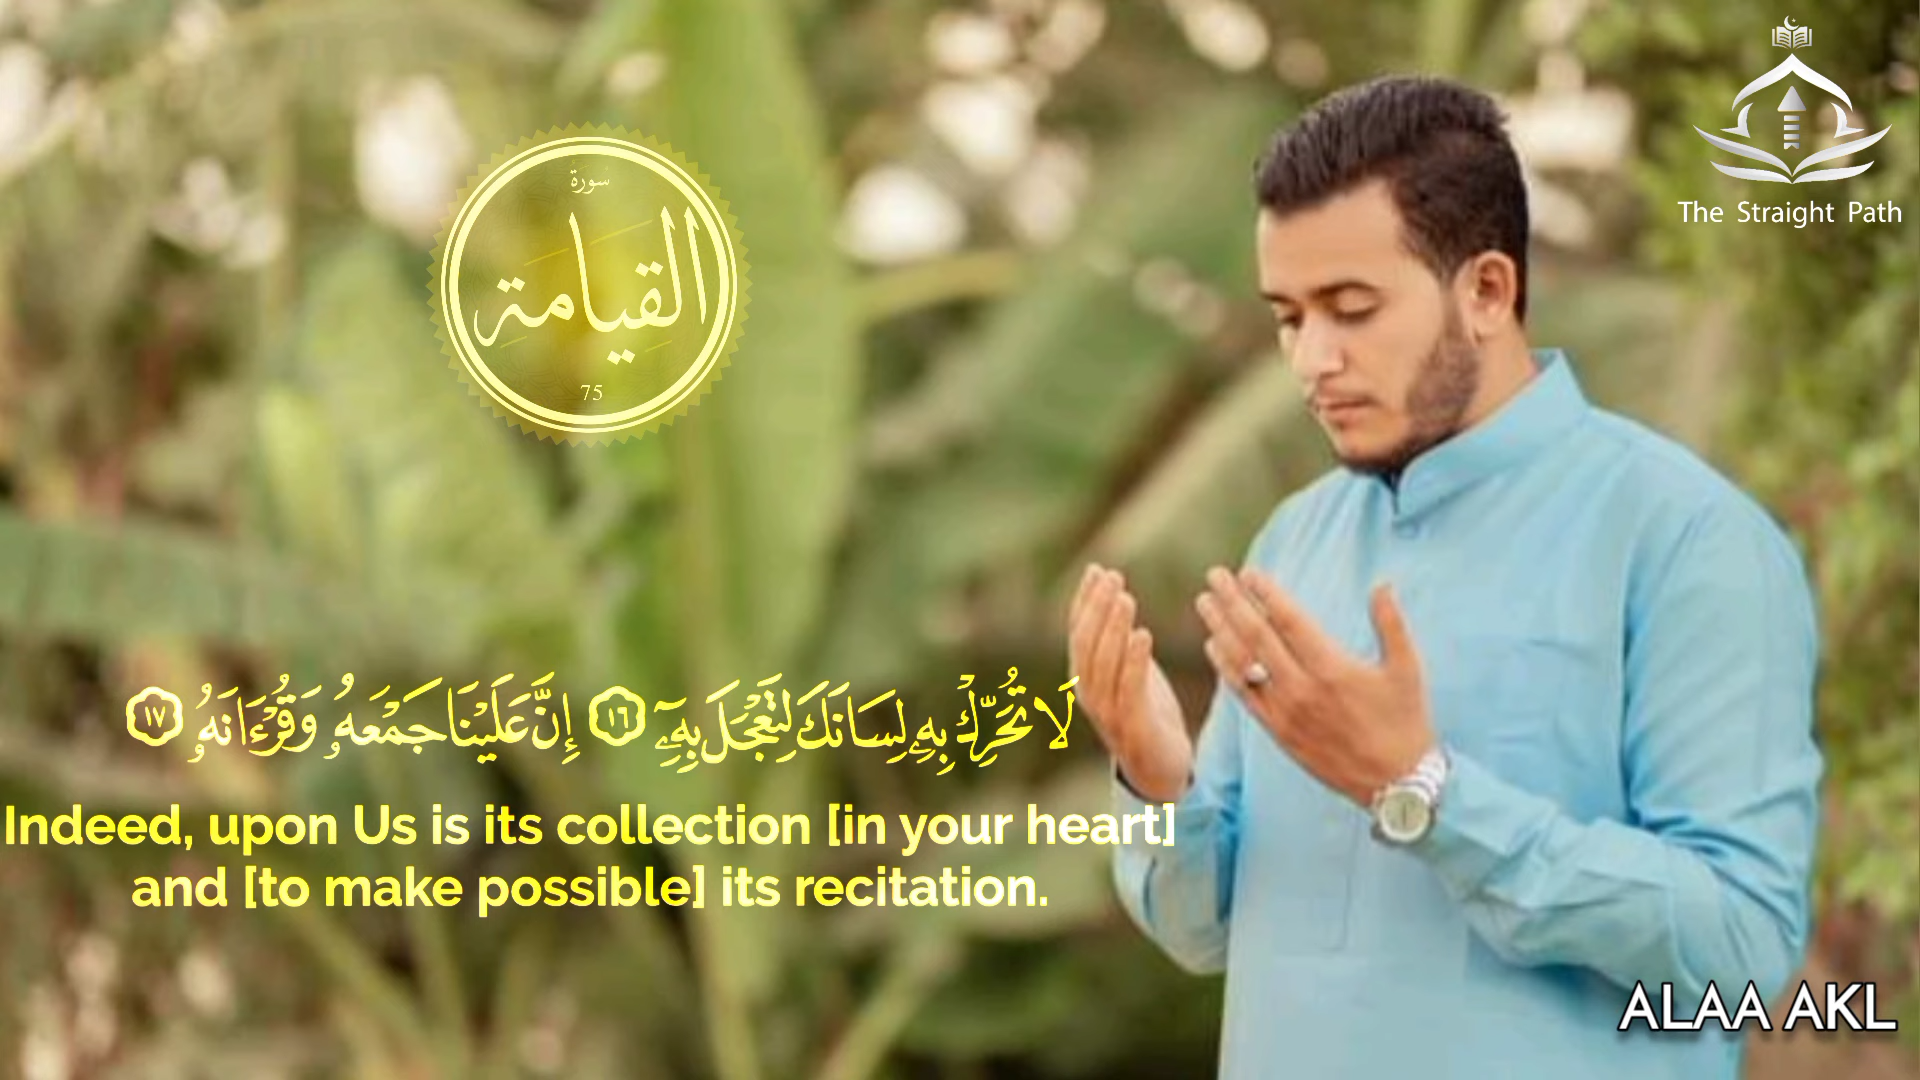 سورة
القيامة
75
The Straight Path
لَا تُحَرِّكْ بِهِۦ لِسَانَكَ لِتَعْجَلَ بِهِۦٓ ١٦ إِنَّ عَلَيْنَا جَمْعَهُۥ وَقُرْءَانَهُۥ ١٧
Indeed, upon Us is its collection [in your heart]
and [to make possible] its recitation.
ALAA AKL